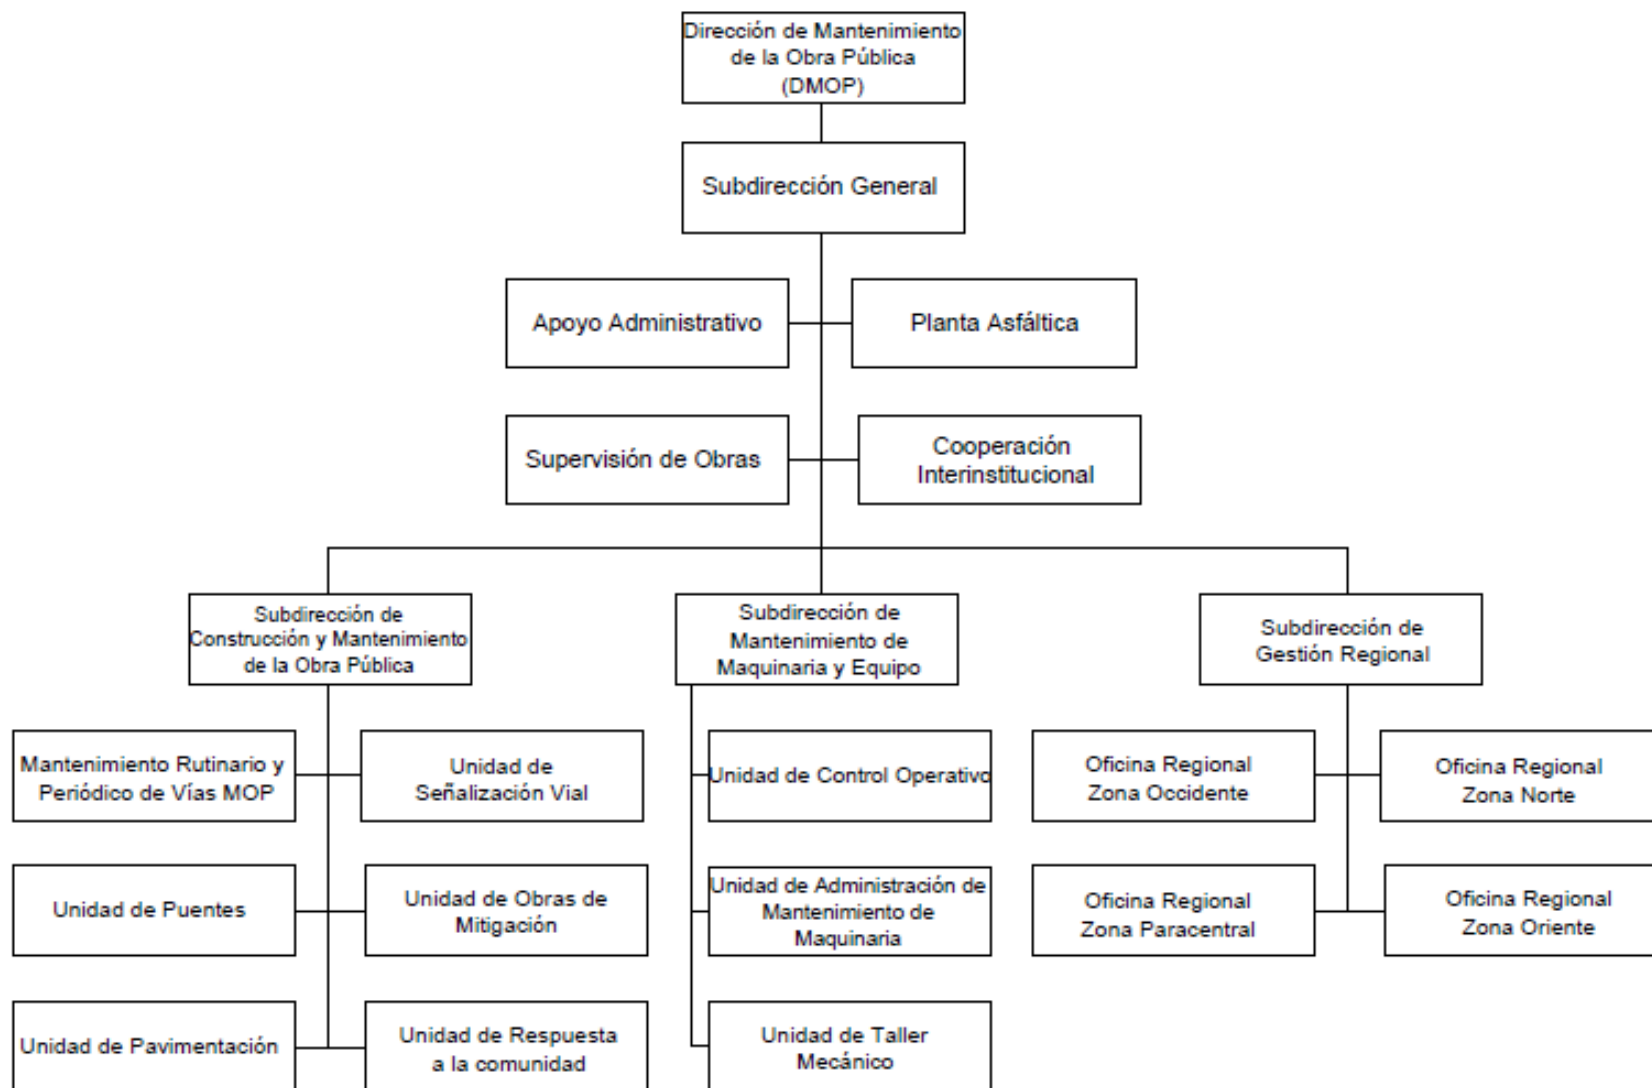 Dirección de Mantenimiento
de la Obra Pública
(DMOP)
Subdirección General
Apoyo Administrativo
Planta Asfáltica
Supervisión de Obras
Cooperación
Interinstitucional
Subdirección de
Construcción y Mantenimiento
de la Obra Pública
Subdirección de
Mantenimiento de
Maquinaria y Equipo
Subdirección de
Gestión Regional
Mantenimiento Rutinario y
Periódico de Vías MOP
Unidad de
Señalización Vial
Unidad de Control Operativo
Oficina Regional
Zona Occidente
Oficina Regional
Zona Norte
Unidad de Puentes
Unidad de Obras de
Mitigación
Unidad de Administración de
Mantenimiento de
Maquinaria
Oficina Regional
Zona Paracentral
Oficina Regional
Zona Oriente
Unidad de Pavimentación
Unidad de Respuesta
a la comunidad
Unidad de Taller
Mecánico